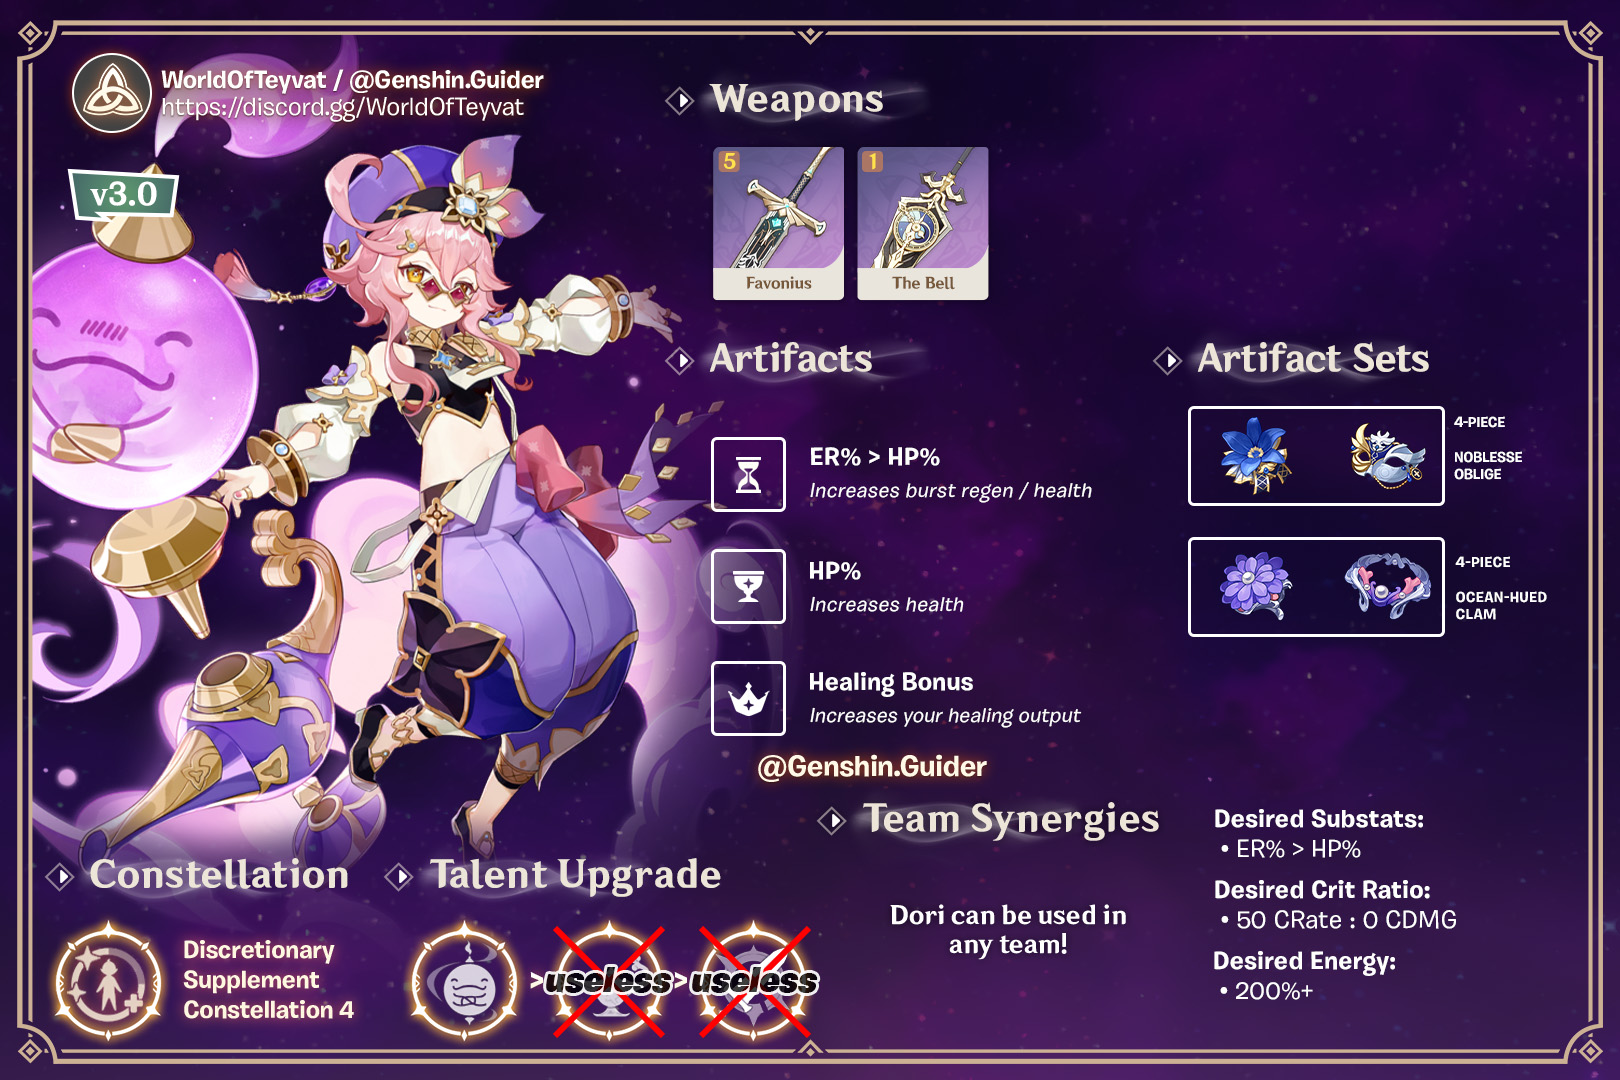 WorldOfTeyvat / @Genshin.Guider
https://discord.gg/WorldOfTeyvat
v3.0
Weapons
5
Favonius
1
The Bell
Artifacts
ER% > HP%
Increases burst regen / health
HP%
Increases health
Healing Bonus
Increases your healing output
@Genshin.Guider
Artifact Sets
4-PIECE
NOBLESSE
OBLIGE
4-PIECE
OCEAN-HUED
CLAM
Constellation
Discretionary
Supplement
Constellation 4
Talent Upgrade
>useless>useless
Team Synergies
Dori can be used in
any team!
Desired Substats:
• ER% > HP%
Desired Crit Ratio:
• 50 CRate : 0 CDMG
Desired Energy:
• 200%+